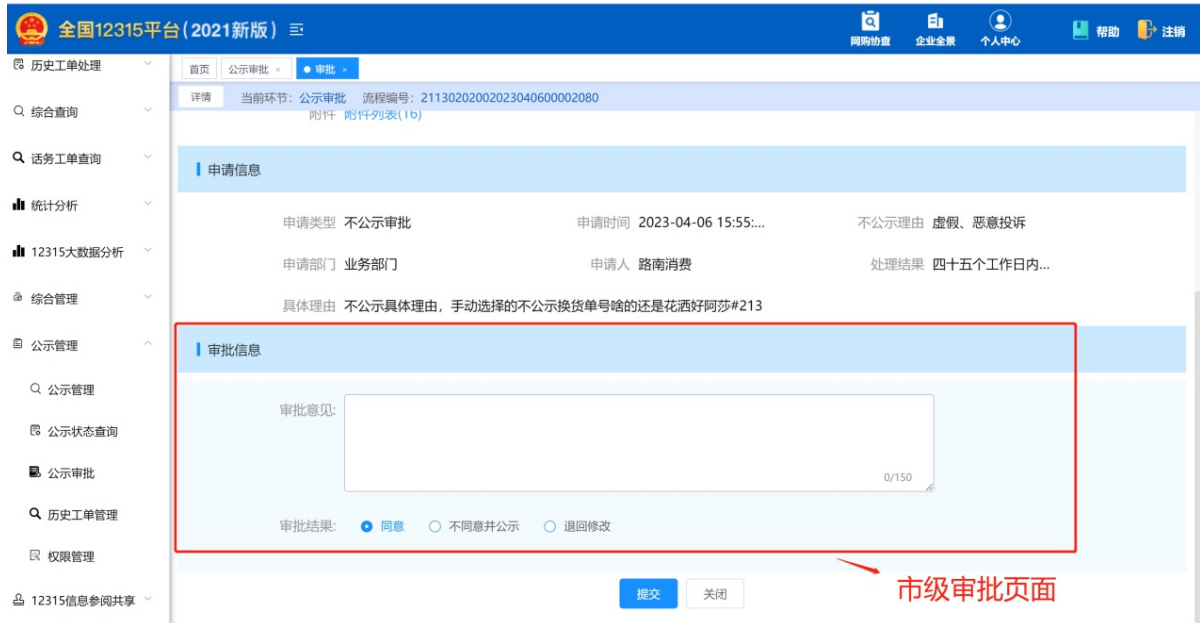 全国12315平台(2021新版)
网购协查 企业全景 个人中心 帮助 注销
历史工单处理
综合查询
话务工单查询
统计分析
12315大数据分析
综合管理
公示管理
公示管理
公示状态查询
公示审批
历史工单管理
权限管理
12315信息参阅共享
首页 公示审批 × 审批 ×
详情 当前环节: 公示审批 流程编号: 21130202002023040600002080
附件 附件列表(16)
申请信息
申请类型 不公示审批 申请时间 2023-04-06 15:55:... 不公示理由 虚假、恶意投诉
申请部门 业务部门 申请人 路南消费 处理结果 四十五个工作日内...
具体理由 不公示具体理由，手动选择的不公示换货单号啥的还是花洒好阿莎#213
审批信息
审批意见:
0/150
审批结果: 同意 不同意并公示 退回修改
提交 关闭
市级审批页面